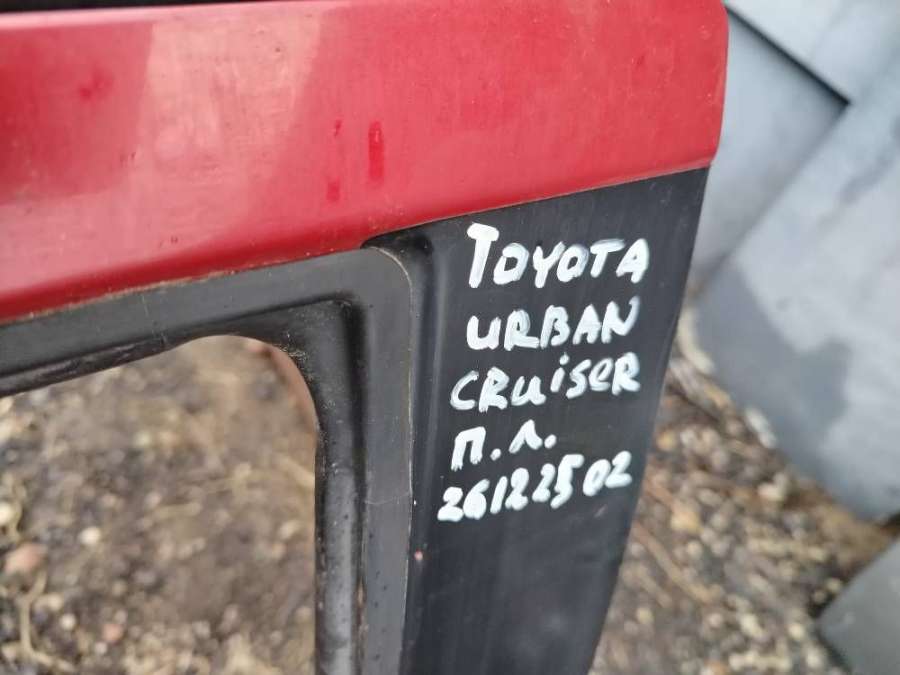 TOYOTA
URBAN
CRuiseR
П.Л.
26122502